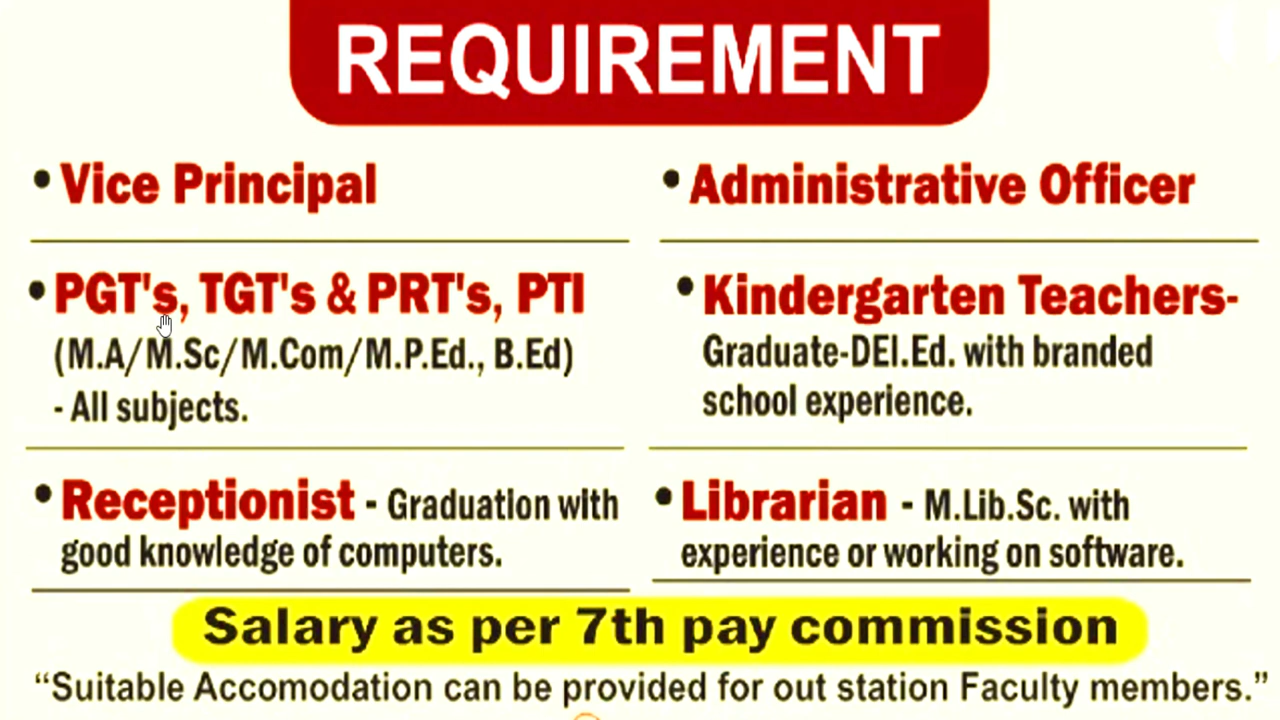 REQUIREMENT
• Vice Principal
• Administrative Officer
• PGT's, TGT's & PRT's, PTI
(M.A/M.Sc/M.Com/M.P.Ed., B.Ed)
- All subjects.
• Kindergarten Teachers-
Graduate-DEl.Ed. with branded
school experience.
• Receptionist - Graduation with
good knowledge of computers.
• Librarian - M.Lib.Sc. with
experience or working on software.
Salary as per 7th pay commission
“Suitable Accomodation can be provided for out station Faculty members.”